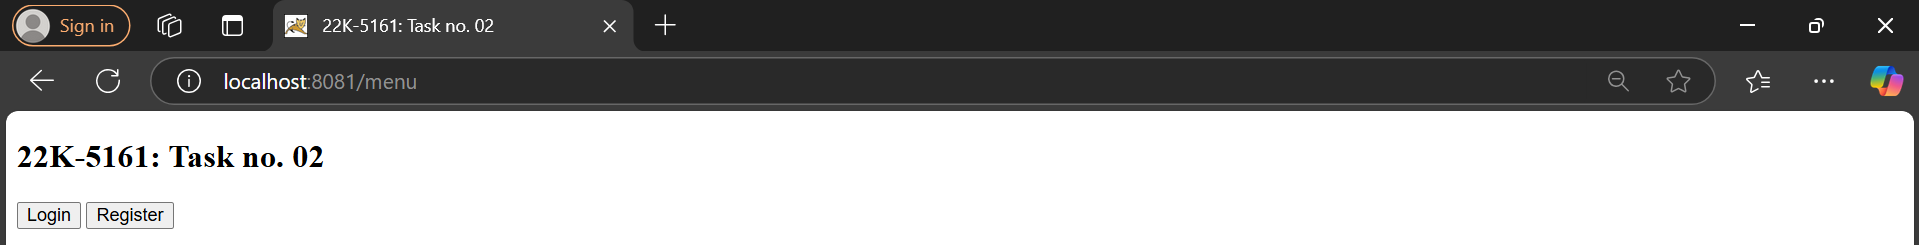 Sign in
22K-5161: Task no. 02
localhost:8081/menu
22K-5161: Task no. 02
Login Register